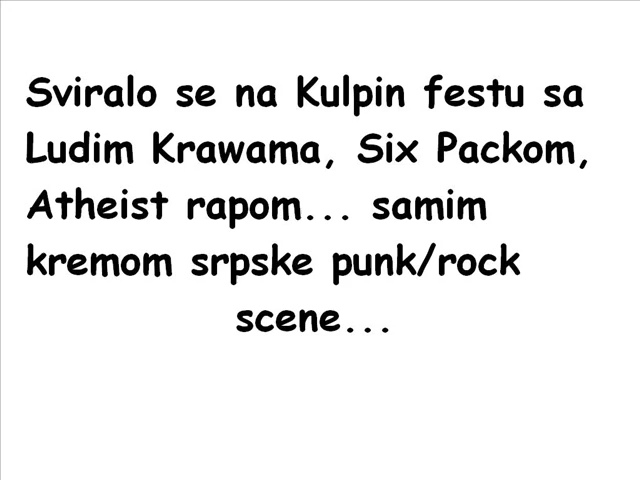 Sviralo se na Kulpin festu sa
Ludim Krawama, Six Packom,
Atheist rapom... samim
kremom srpske punk/rock
scene...